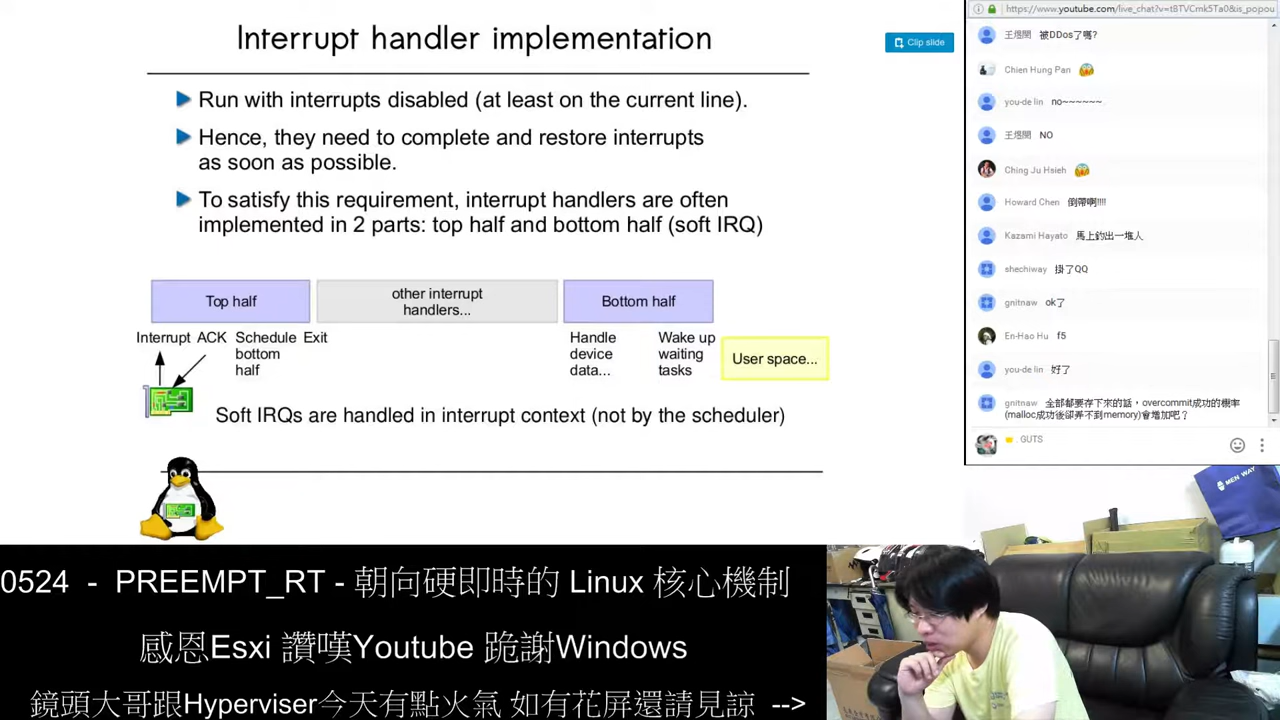 Interrupt handler implementation
Clip slide
Run with interrupts disabled (at least on the current line).
Hence, they need to complete and restore interrupts
as soon as possible.
To satisfy this requirement, interrupt handlers are often
implemented in 2 parts: top half and bottom half (soft IRQ)
Top half
other interrupt
handlers...
Bottom half
Interrupt ACK Schedule Exit
bottom
half
Handle
device
data...
Wake up
waiting
tasks
User space...
Soft IRQs are handled in interrupt context (not by the scheduler)
https://www.youtube.com/live_chat?v=tBTVCmk5Ta0&is_popou
王煜閔 被DDos了嗎?
Chien Hung Pan
you-de lin no~~~~~~
王煜閔 NO
Ching Ju Hsieh
Howard Chen 倒帶啊!!!!
Kazami Hayato 馬上釣出一堆人
shechiway 掛了QQ
gnitnaw ok了
En-Hao Hu f5
you-de lin 好了
gnitnaw 全部都要存下來的話，overcommit成功的機率
(malloc成功後卻弄不到memory)會增加吧？
. GUTS
MEN WAY
0524 - PREEMPT_RT - 朝向硬即時的 Linux 核心機制
感恩Esxi 讚嘆Youtube 跪謝Windows
鏡頭大哥跟Hyperviser今天有點火氣 如有花屏還請見諒 -->